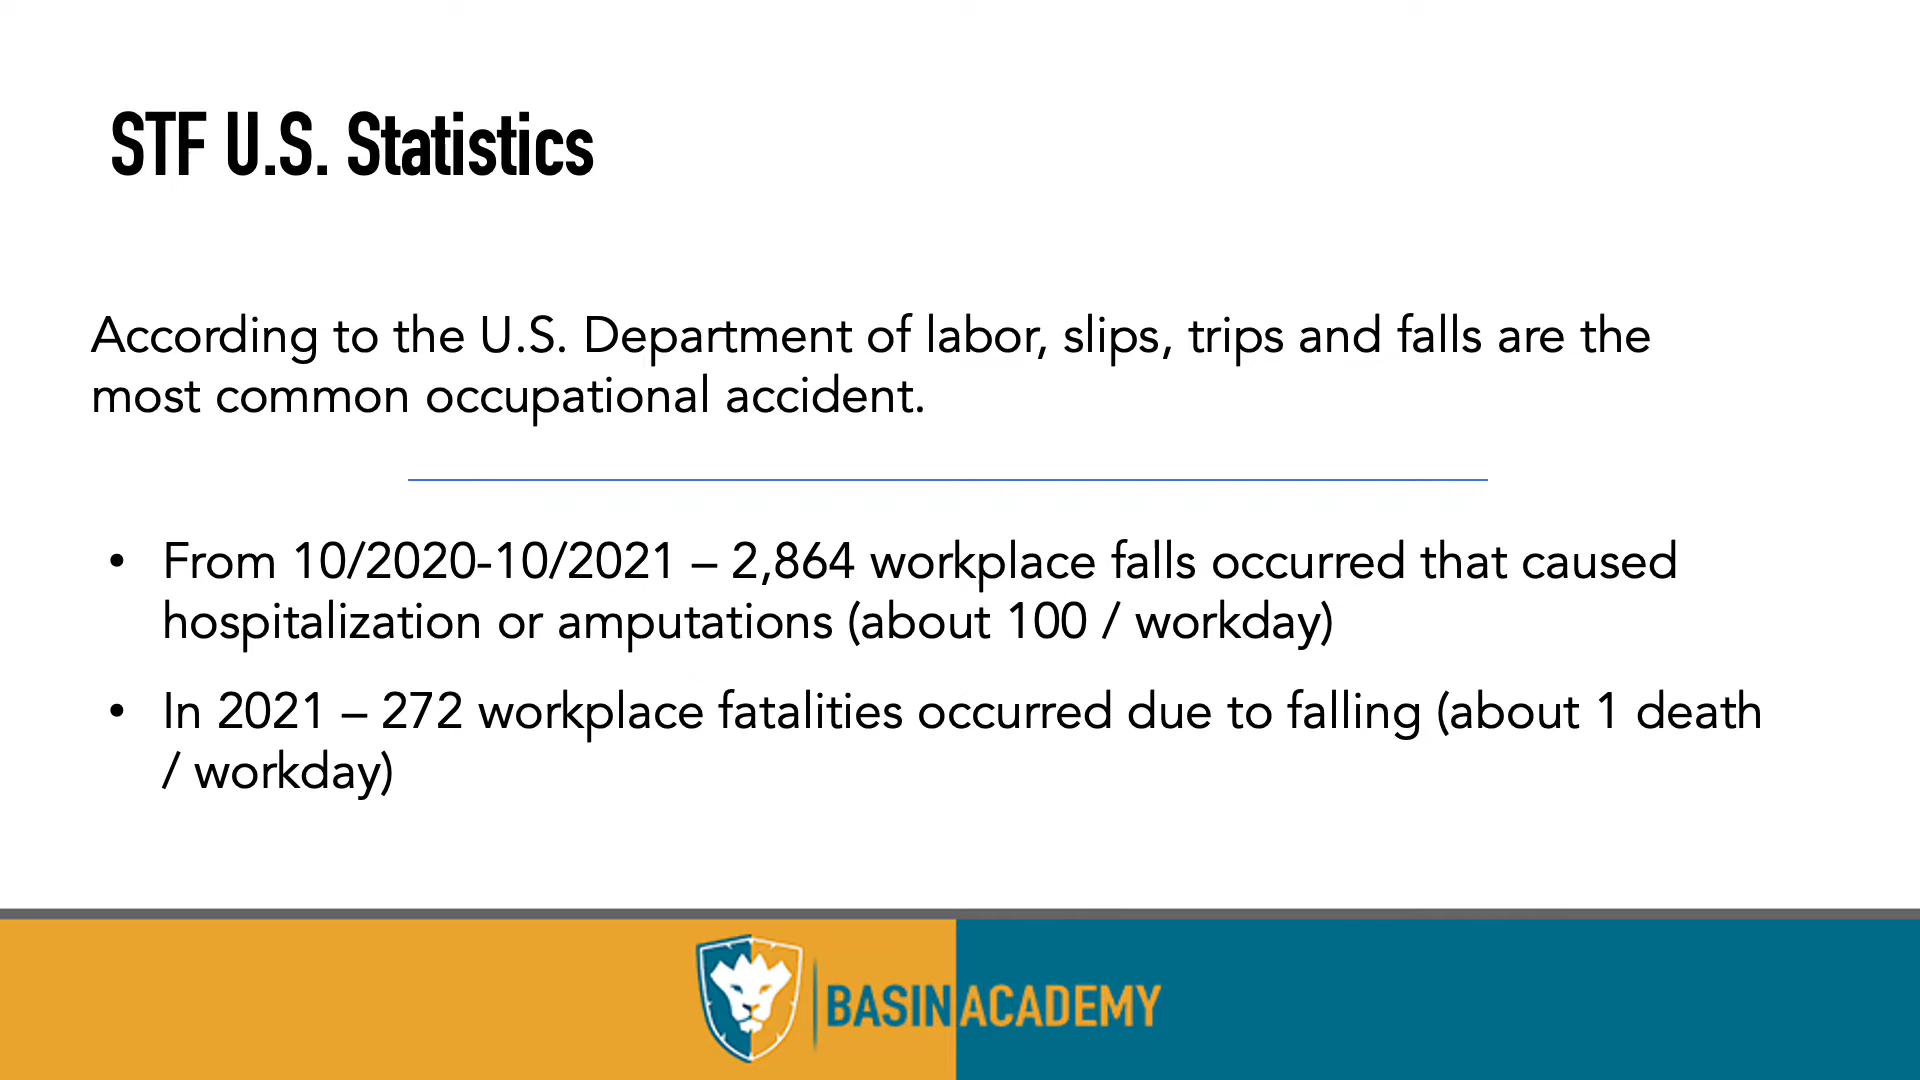 STF U.S. Statistics
According to the U.S. Department of labor, slips, trips and falls are the
most common occupational accident.
• From 10/2020-10/2021 – 2,864 workplace falls occurred that caused
hospitalization or amputations (about 100 / workday)
• In 2021 – 272 workplace fatalities occurred due to falling (about 1 death
/ workday)
BASIN ACADEMY